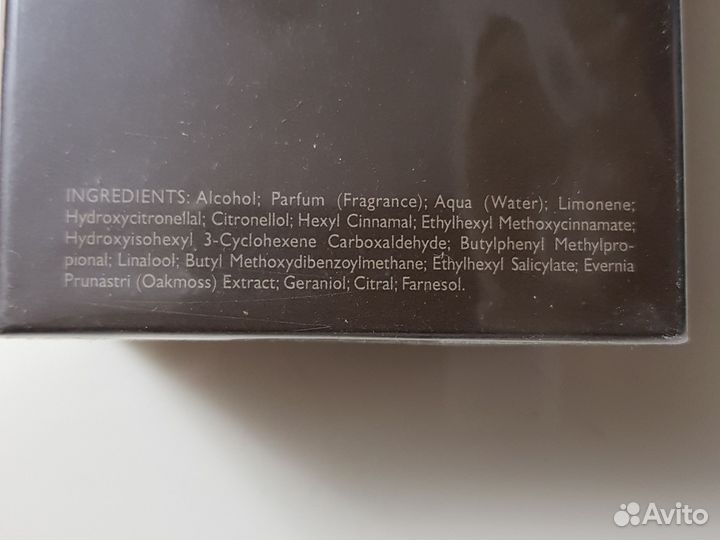 INGREDIENTS: Alcohol; Parfum (Fragrance); Aqua (Water); Limonene;
Hydroxycitronellal; Citronellol; Hexyl Cinnamal; Ethylhexyl Methoxycinnamate;
Hydroxyisohexyl 3-Cyclohexene Carboxaldehyde; Butylphenyl Methylpro-
pional; Linalool; Butyl Methoxydibenzoylmethane; Ethylhexyl Salicylate; Evernia
Prunastri (Oakmoss) Extract; Geraniol; Citral; Farnesol.
Avito